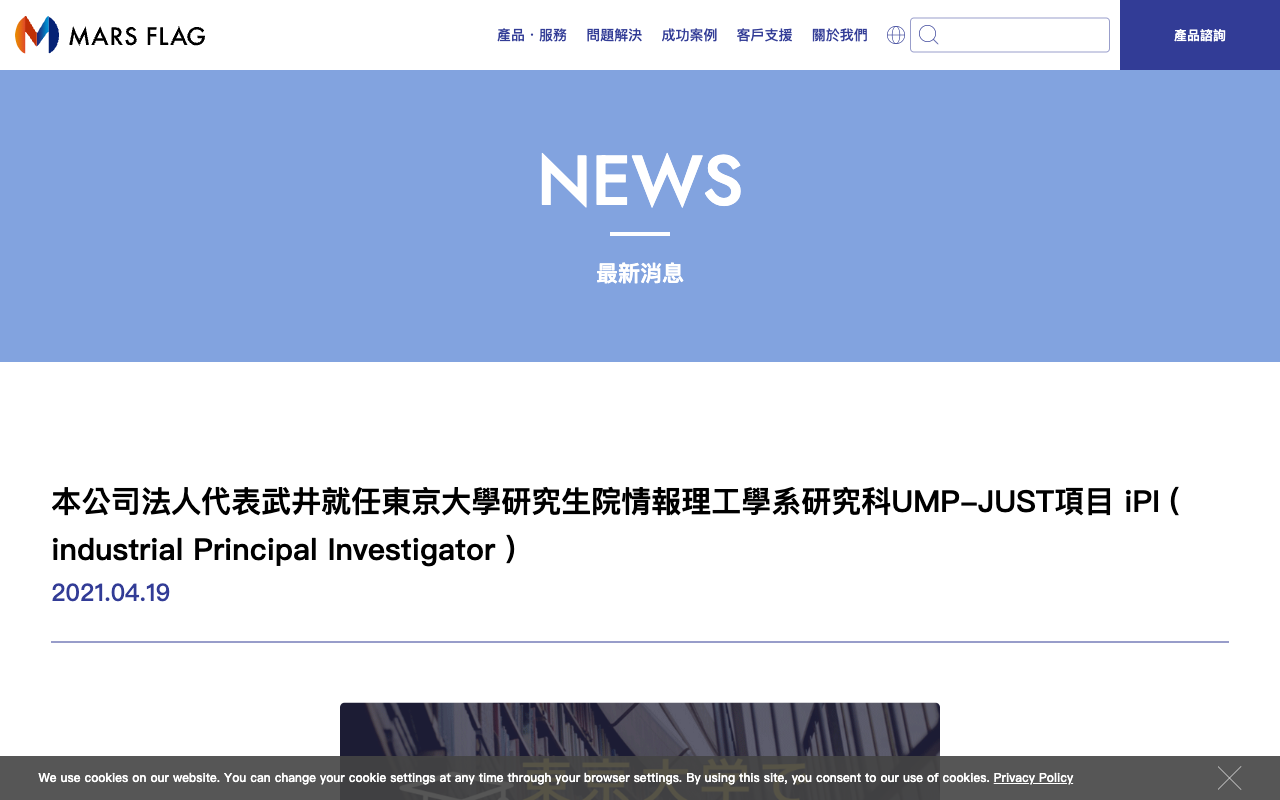 MARS FLAG
產品・服務
問題解決
成功案例
客戶支援
關於我們
產品諮詢
NEWS
最新消息
本公司法人代表武井就任東京大學研究生院情報理工學系研究科UMP-JUST項目 iPI (
industrial Principal Investigator )
2021.04.19
東京大学で
We use cookies on our website. You can change your cookie settings at any time through your browser settings. By using this site, you consent to our use of cookies. Privacy Policy